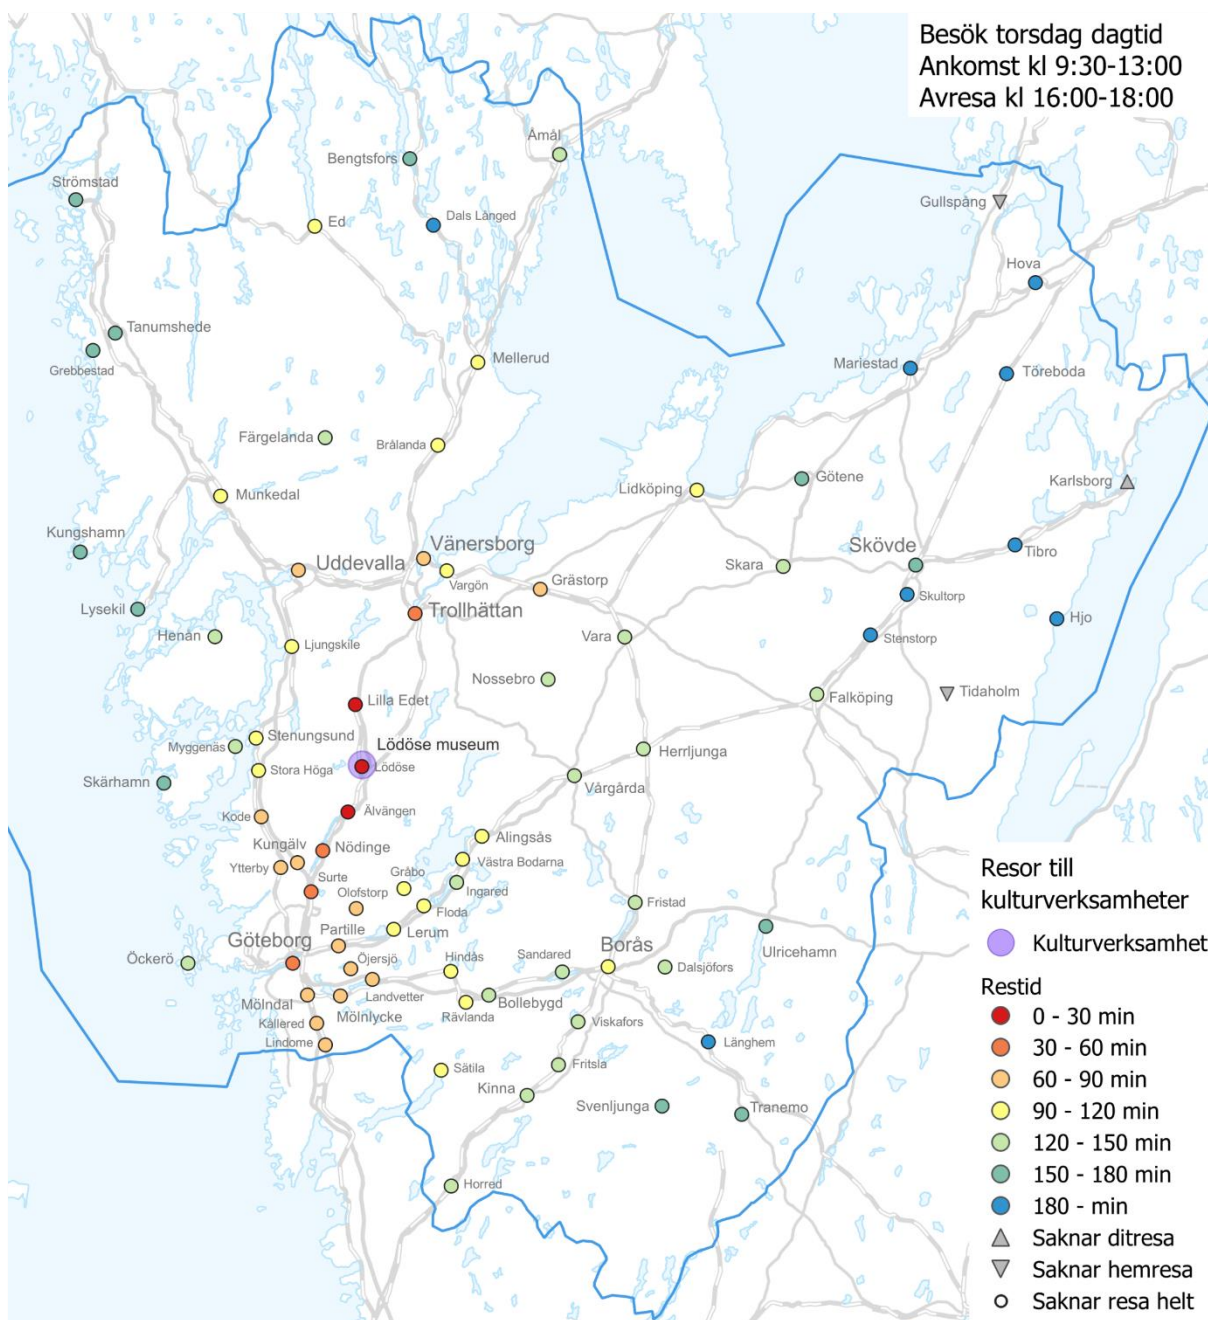 Besök torsdag dagtid
Ankomst kl 9:30-13:00
Avresa kl 16:00-18:00
Åmål
Bengtsfors
Strömstad
Gullspång
Ed
Dals Långed
Hova
Tanumshede
Grebbestad
Mellerud
Mariestad
Töreboda
Färgelanda
Brålanda
Munkedal
Lidköping
Götene
Karlsborg
Kungshamn
Uddevalla
Vänersborg
Vargön
Grästorp
Skara
Skövde
Tibro
Skultorp
Lysekil
Trollhättan
Henån
Ljungskile
Vara
Stenstorp
Hjo
Nossebro
Lilla Edet
Falköping
Tidaholm
Stenungsund
Myggenäs
Lödöse museum
Lödöse
Herrljunga
Stora Höga
Skärhamn
Vårgårda
Kode
Älvängen
Alingsås
Kungälv
Nödinge
Västra Bodarna
Ytterby
Surte
Gråbo
Ingared
Olofstorp
Floda
Fristad
Partille
Lerum
Göteborg
Borås
Ulricehamn
Öckerö
Öjersjö
Hindås
Sandared
Dalsjöfors
Landvetter
Mölndal
Mölnlycke
Rävlanda
Bollebygd
Kållered
Viskafors
Lindome
Länghem
Sätila
Fritsla
Kinna
Svenljunga
Tranemo
Horred
Resor till
kulturverksamheter
Kulturverksamhet
Restid
0 - 30 min
30 - 60 min
60 - 90 min
90 - 120 min
120 - 150 min
150 - 180 min
180 - min
Saknar ditresa
Saknar hemresa
Saknar resa helt